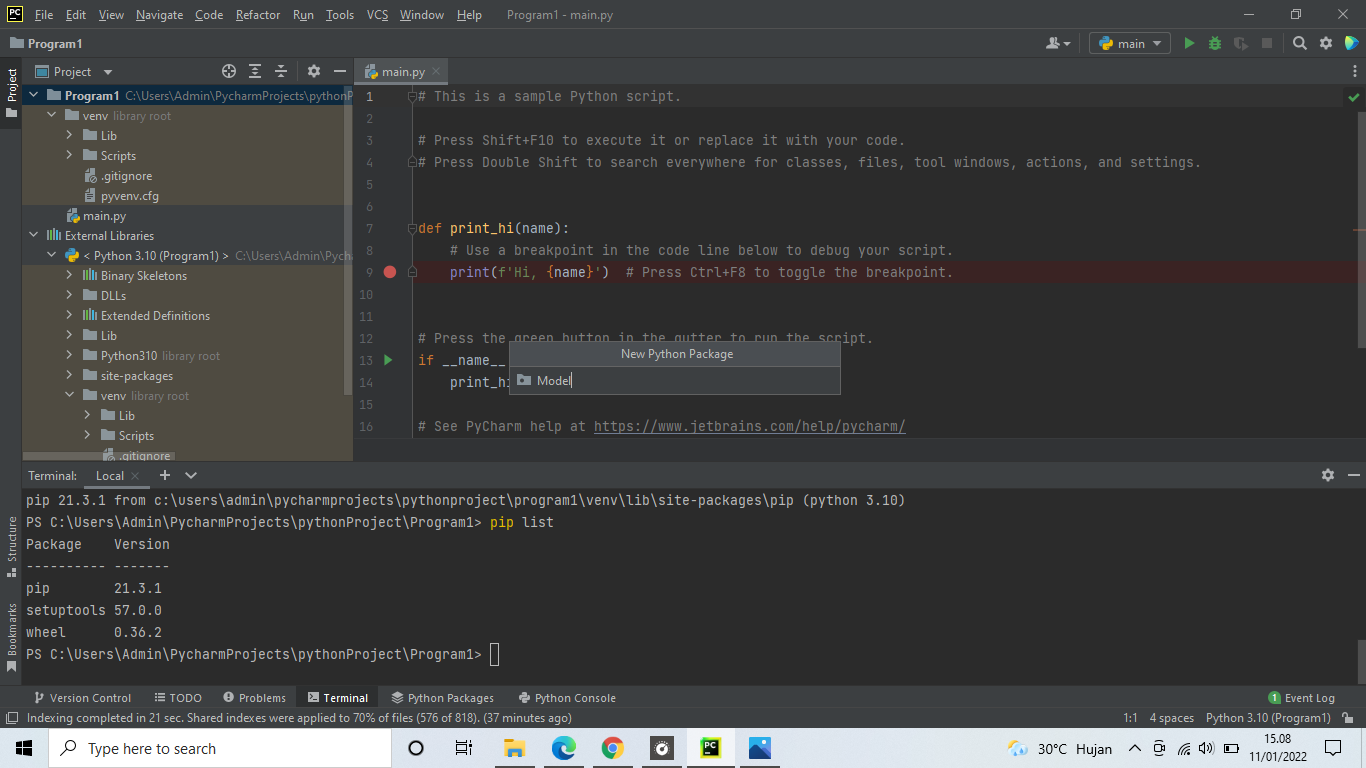 PC File Edit View Navigate Code Refactor Run Tools VCS Window Help Program1 - main.py
Program1 main
Project main.py
Program1 C:\Users\Admin\PycharmProjects\pythonP
venv library root
Lib
Scripts
.gitignore
pyvenv.cfg
main.py
External Libraries
< Python 3.10 (Program1) > C:\Users\Admin\Pych
Binary Skeletons
DLLs
Extended Definitions
Lib
Python310 library root
site-packages
venv library root
Lib
Scripts
.gitignore
1 # This is a sample Python script.
2
3 # Press Shift+F10 to execute it or replace it with your code.
4 # Press Double Shift to search everywhere for classes, files, tool windows, actions, and settings.
5
6
7 def print_hi(name):
8 # Use a breakpoint in the code line below to debug your script.
9 print(f'Hi, {name}') # Press Ctrl+F8 to toggle the breakpoint.
10
11
12 # Press the green button in the gutter to run the script.
13 if __name__
14 print_hi
15
16 # See PyCharm help at https://www.jetbrains.com/help/pycharm/
New Python Package
Model
Project
Structure
Bookmarks
Terminal: Local
pip 21.3.1 from c:\users\admin\pycharmprojects\pythonproject\program1\venv\lib\site-packages\pip (python 3.10)
PS C:\Users\Admin\PycharmProjects\pythonProject\Program1> pip list
Package Version
---------- -------
pip 21.3.1
setuptools 57.0.0
wheel 0.36.2
PS C:\Users\Admin\PycharmProjects\pythonProject\Program1>
Version Control TODO Problems Terminal Python Packages Python Console 1 Event Log
Indexing completed in 21 sec. Shared indexes were applied to 70% of files (576 of 818). (37 minutes ago) 1:1 4 spaces Python 3.10 (Program1)
Type here to search PC 30°C Hujan 15.08
11/01/2022